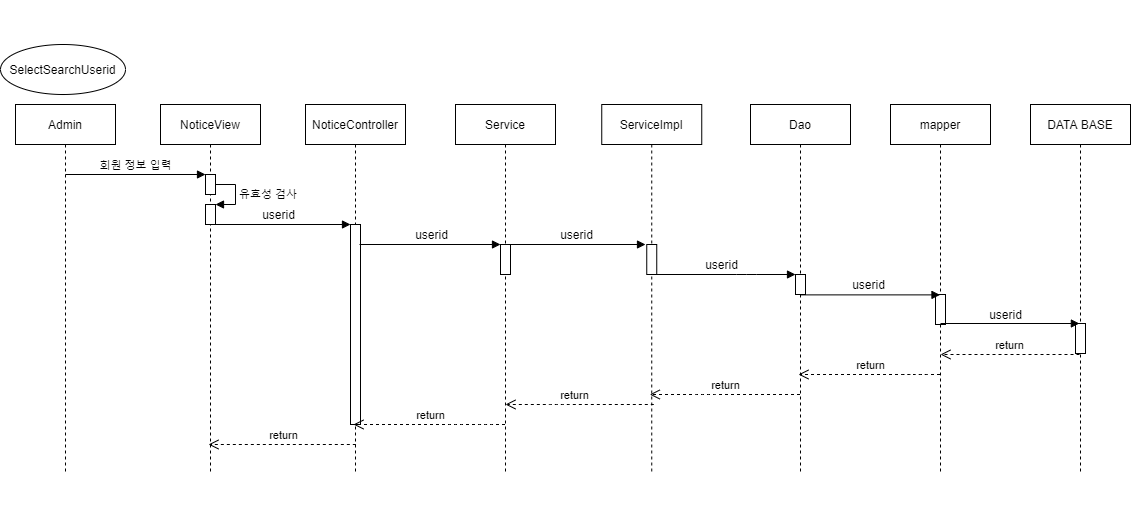 SelectSearchUserid
Admin
NoticeView
NoticeController
Service
ServiceImpl
Dao
mapper
DATA BASE
회원 정보 입력
유효성 검사
userid
userid
userid
userid
userid
userid
return
return
return
return
return
return